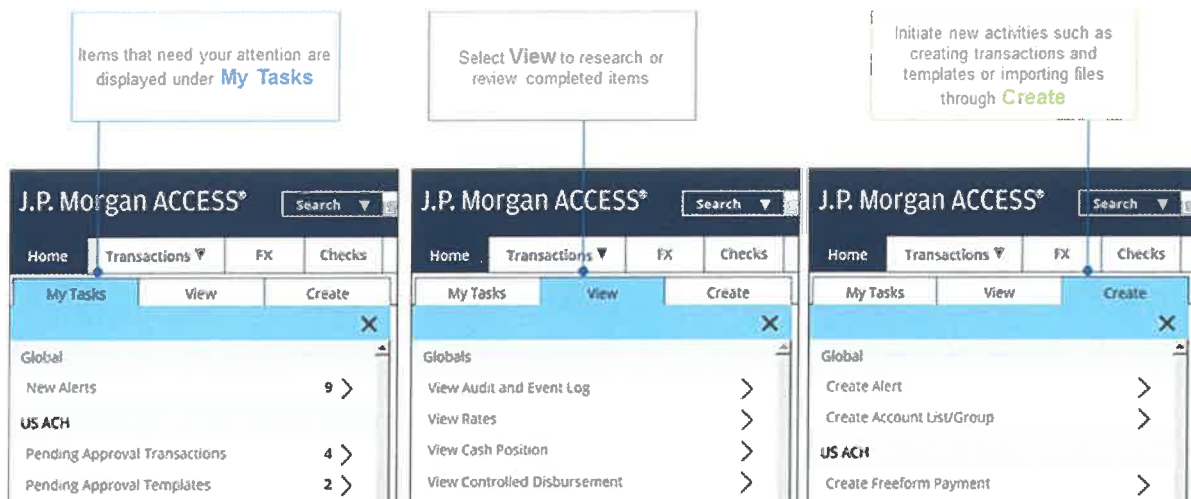 Items that need your attention are
displayed under My Tasks
Select View to research or
review completed items
Initiate new activities such as
creating transactions and
templates or importing files
through Create
J.P. Morgan ACCESS®
Search ▼
Home
Transactions ▼
FX
Checks
My Tasks
View
Create
X
Global
New Alerts 9 >
US ACH
Pending Approval Transactions 4 >
Pending Approval Templates 2 >
J.P. Morgan ACCESS®
Search ▼
Home
Transactions ▼
FX
Checks
My Tasks
View
Create
X
Globals
View Audit and Event Log >
View Rates >
View Cash Position >
View Controlled Disbursement >
J.P. Morgan ACCESS®
Search ▼
Home
Transactions ▼
FX
Checks
My Tasks
View
Create
X
Global
Create Alert >
Create Account List/Group >
US ACH
Create Freeform Payment >